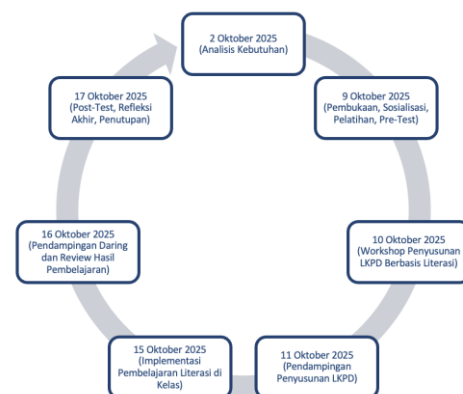 2 Oktober 2025
(Analisis Kebutuhan)
9 Oktober 2025
(Pembukaan, Sosialisasi,
Pelatihan, Pre-Test)
10 Oktober 2025
(Workshop Penyusunan
LKPD Berbasis Literasi)
11 Oktober 2025
(Pendampingan
Penyusunan LKPD)
15 Oktober 2025
(Implementasi
Pembelajaran Literasi di
Kelas)
16 Oktober 2025
(Pendampingan Daring
dan Review Hasil
Pembelajaran)
17 Oktober 2025
(Post-Test, Refleksi
Akhir, Penutupan)